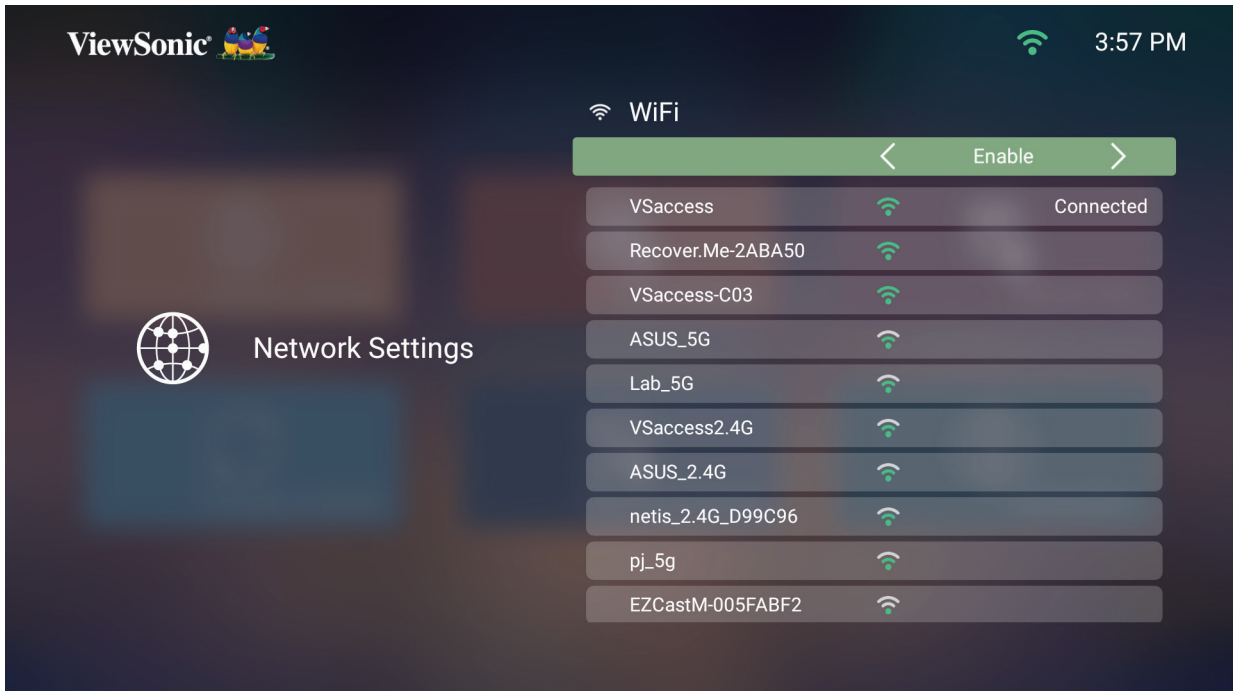 ViewSonic®
3:57 PM
WiFi
Enable
VSaccess Connected
Recover.Me-2ABA50
VSaccess-C03
ASUS_5G
Network Settings
Lab_5G
VSaccess2.4G
ASUS_2.4G
netis_2.4G_D99C96
pj_5g
EZCastM-005FABF2